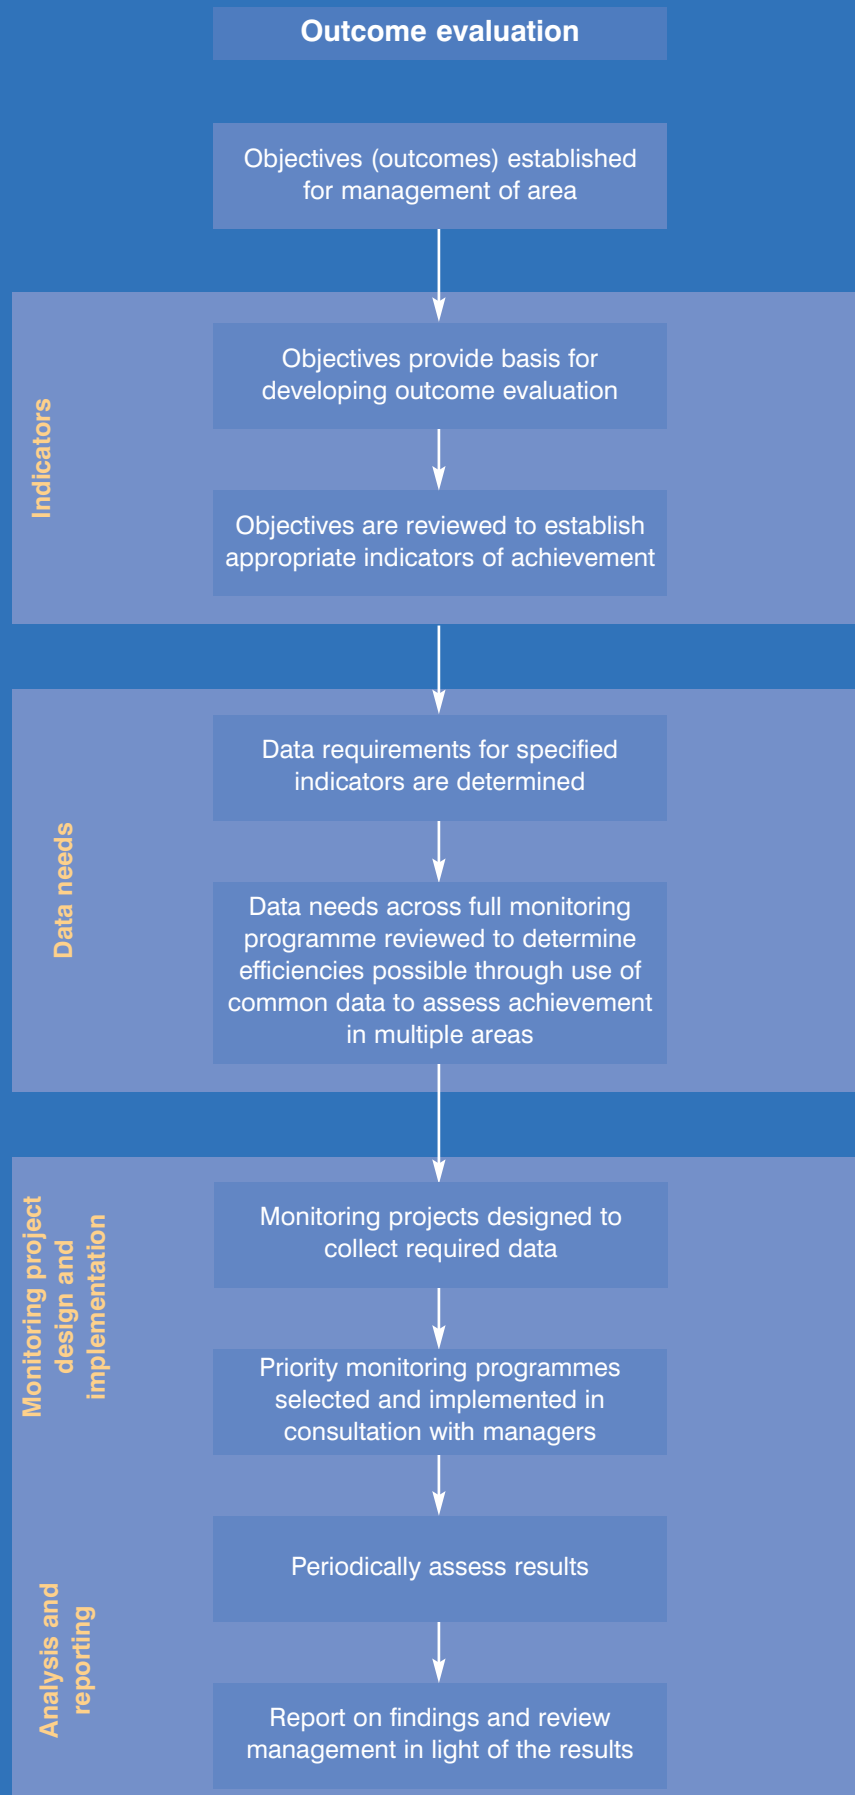 Outcome evaluation
Objectives (outcomes) established
for management of area
Indicators
Objectives provide basis for
developing outcome evaluation
Objectives are reviewed to establish
appropriate indicators of achievement
Data needs
Data requirements for specified
indicators are determined
Data needs across full monitoring
programme reviewed to determine
efficiencies possible through use of
common data to assess achievement
in multiple areas
Monitoring project
design and
implementation
Monitoring projects designed to
collect required data
Priority monitoring programmes
selected and implemented in
consultation with managers
Analysis and
reporting
Periodically assess results
Report on findings and review
management in light of the results